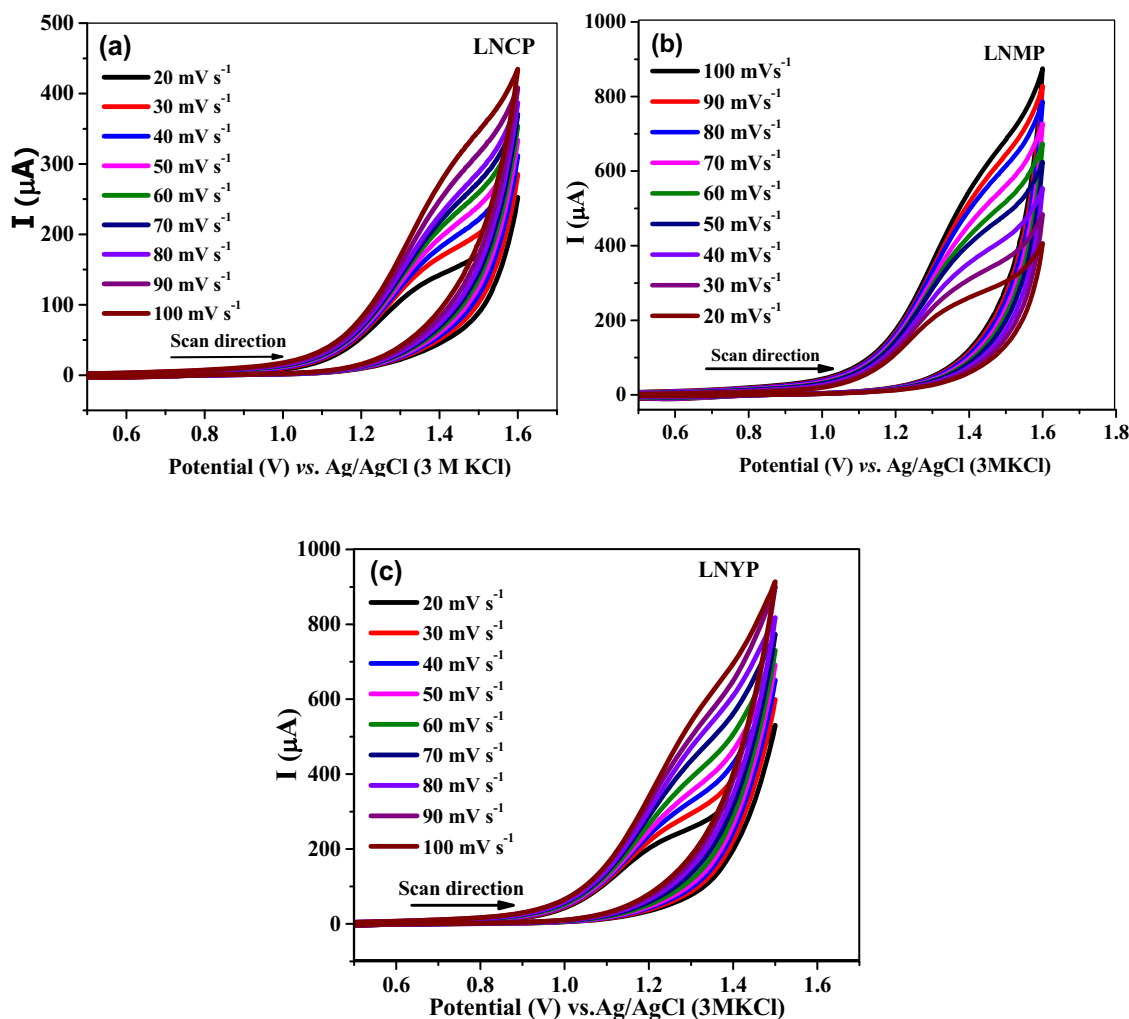 (a)
LNCP
20 mV s⁻¹
30 mV s⁻¹
40 mV s⁻¹
50 mV s⁻¹
60 mV s⁻¹
70 mV s⁻¹
80 mV s⁻¹
90 mV s⁻¹
100 mV s⁻¹
Scan direction
500
400
300
200
100
0
I (μA)
0.6 0.8 1.0 1.2 1.4 1.6
Potential (V) vs. Ag/AgCl (3 M KCl)
(b)
LNMP
100 mVs⁻¹
90 mVs⁻¹
80 mVs⁻¹
70 mVs⁻¹
60 mVs⁻¹
50 mVs⁻¹
40 mVs⁻¹
30 mVs⁻¹
20 mVs⁻¹
Scan direction
1000
800
600
400
200
0
I (μA)
0.6 0.8 1.0 1.2 1.4 1.6 1.8
Potential (V) vs. Ag/AgCl (3MKCl)
(c)
LNYP
20 mV s⁻¹
30 mV s⁻¹
40 mV s⁻¹
50 mV s⁻¹
60 mV s⁻¹
70 mV s⁻¹
80 mV s⁻¹
90 mV s⁻¹
100 mV s⁻¹
Scan direction
1000
800
600
400
200
0
I (μA)
0.6 0.8 1.0 1.2 1.4 1.6
Potential (V) vs.Ag/AgCl (3MKCl)